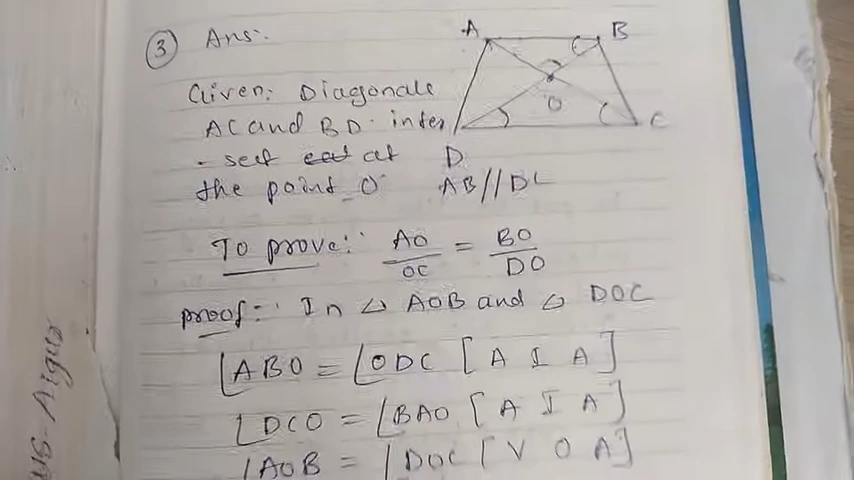 ③ Ans:
A B
Given: Diagonals
AC and BD inter
O C
- sect at D
the point O AB//DC
To prove: AO/OC = BO/DO
proof: In △ AOB and △ DOC
∠ABO = ∠ODC [A I A]
∠DCO = ∠BAO [A I A]
∠AOB = ∠DOC [V O A]